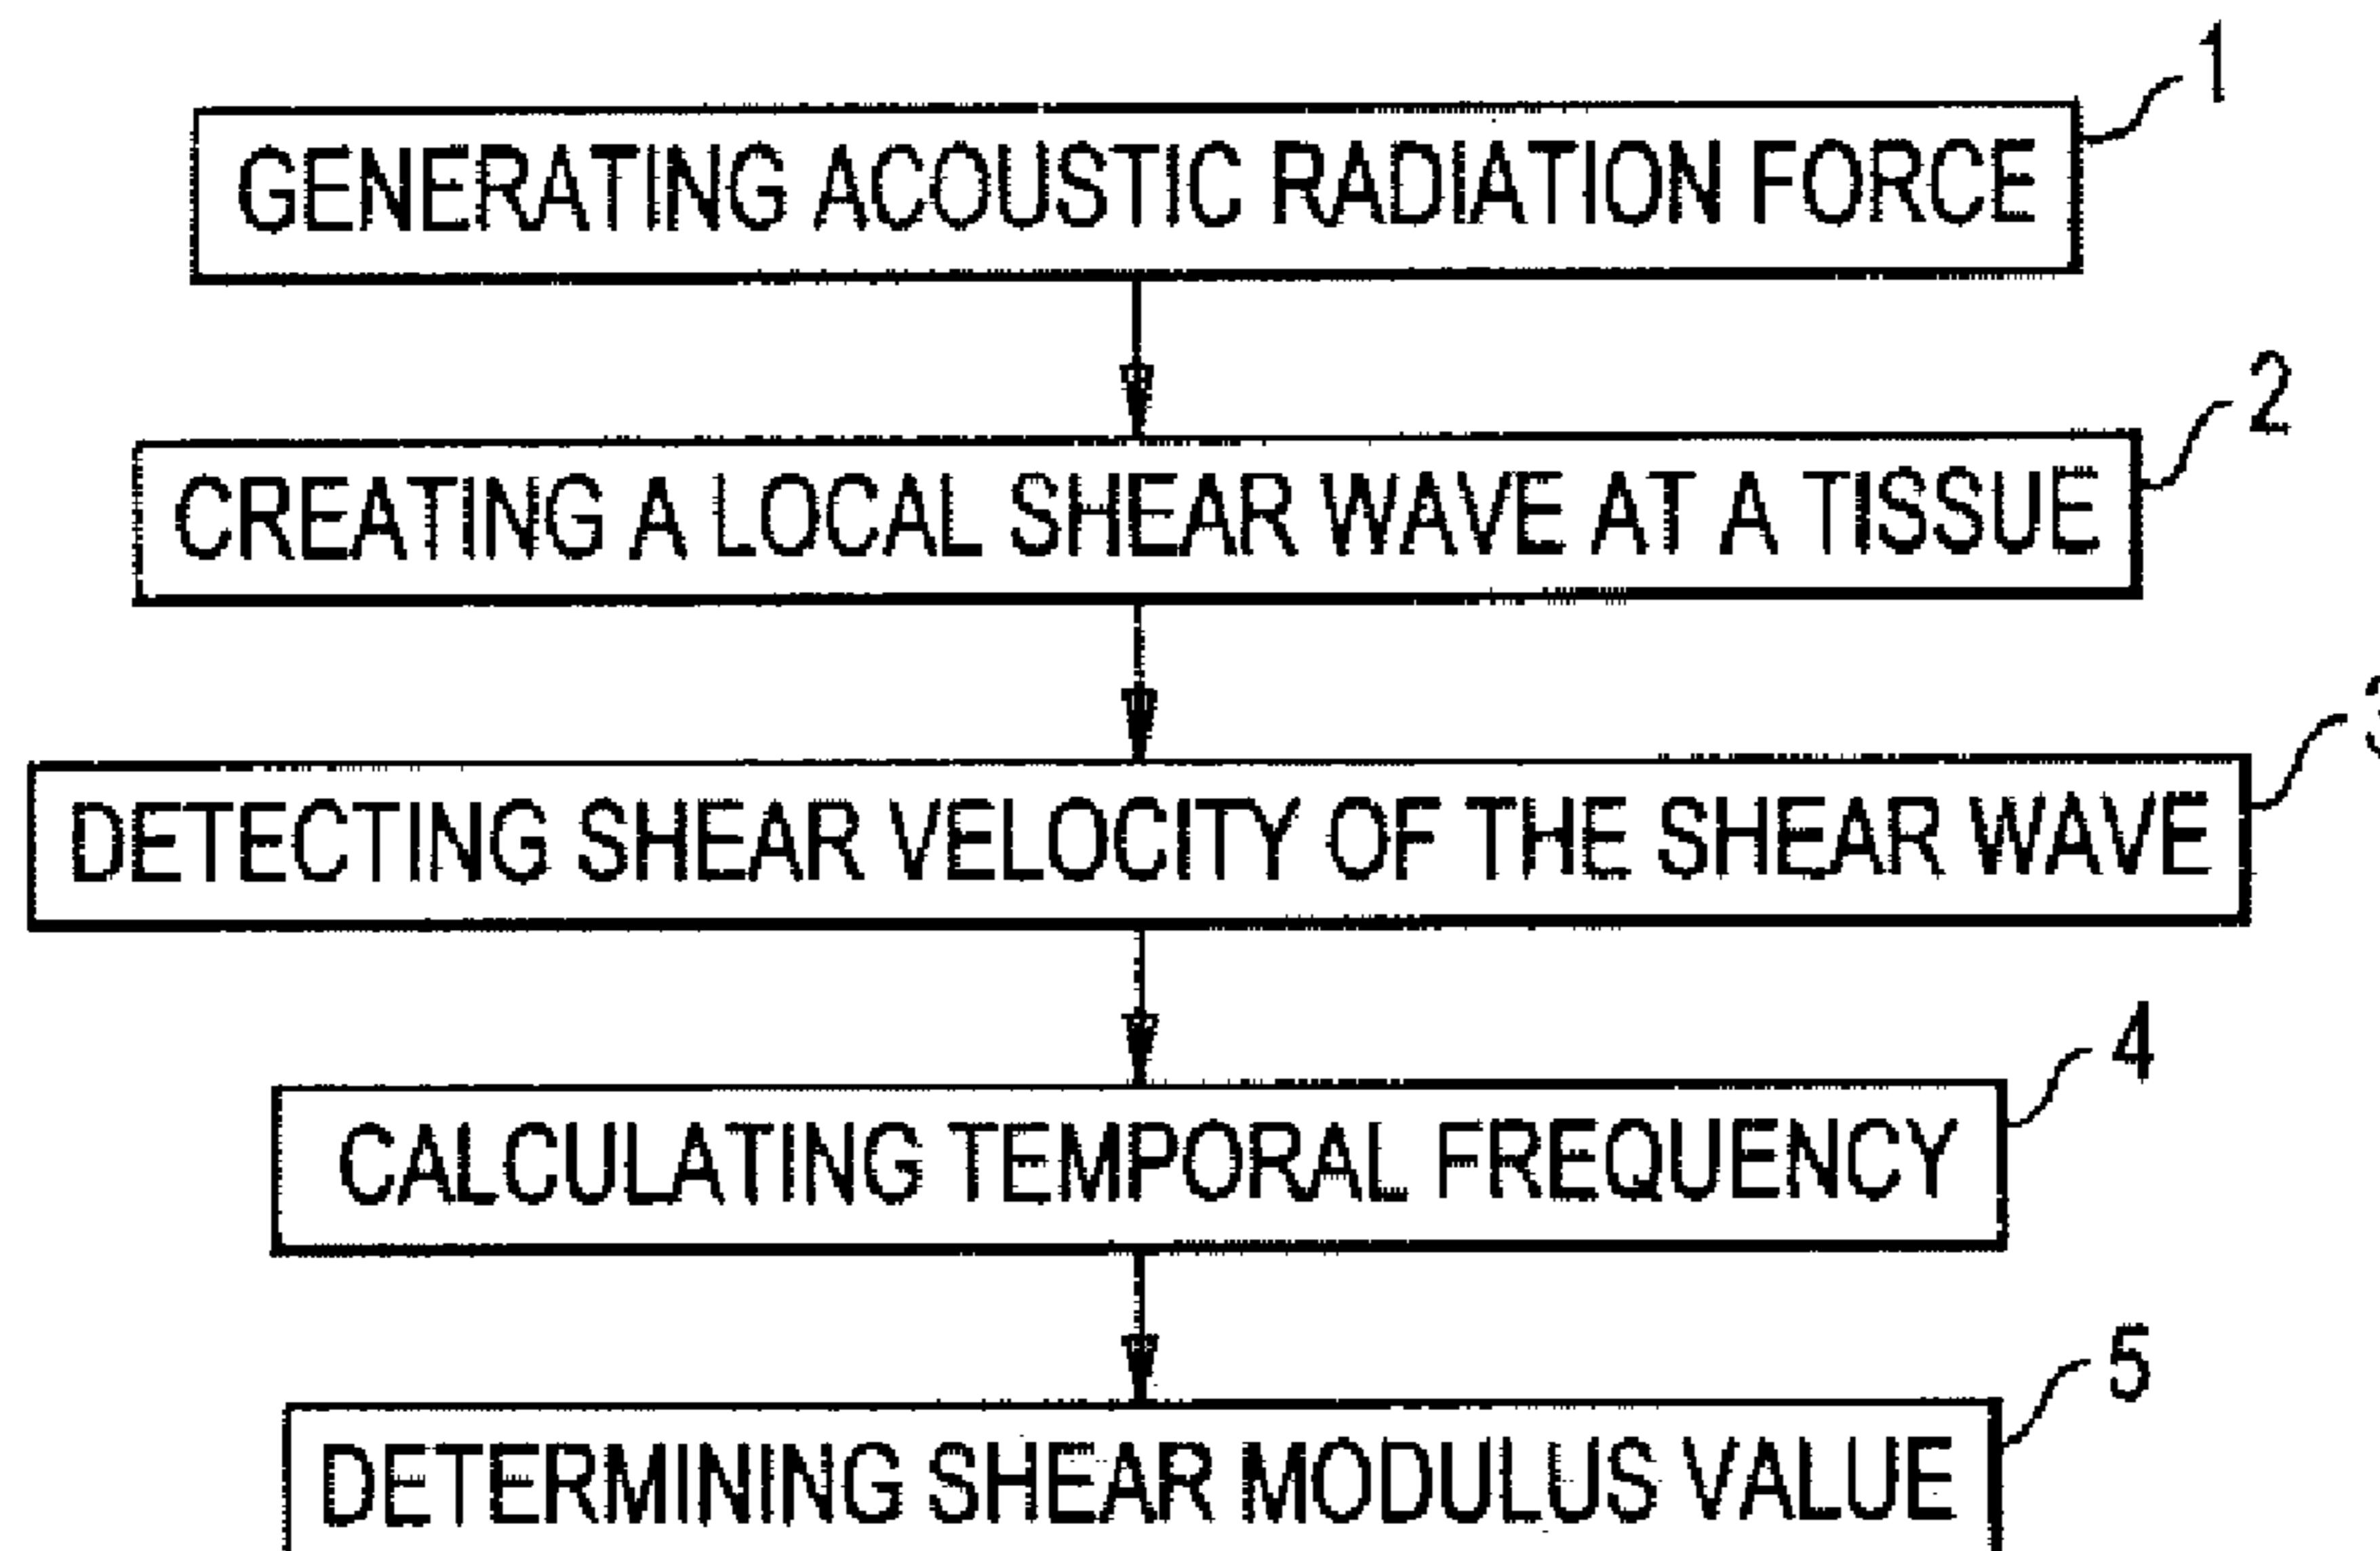 1
GENERATING ACOUSTIC RADIATION FORCE
2
CREATING A LOCAL SHEAR WAVE AT A TISSUE
3
DETECTING SHEAR VELOCITY OF THE SHEAR WAVE
4
CALCULATING TEMPORAL FREQUENCY
5
DETERMINING SHEAR MODULUS VALUE